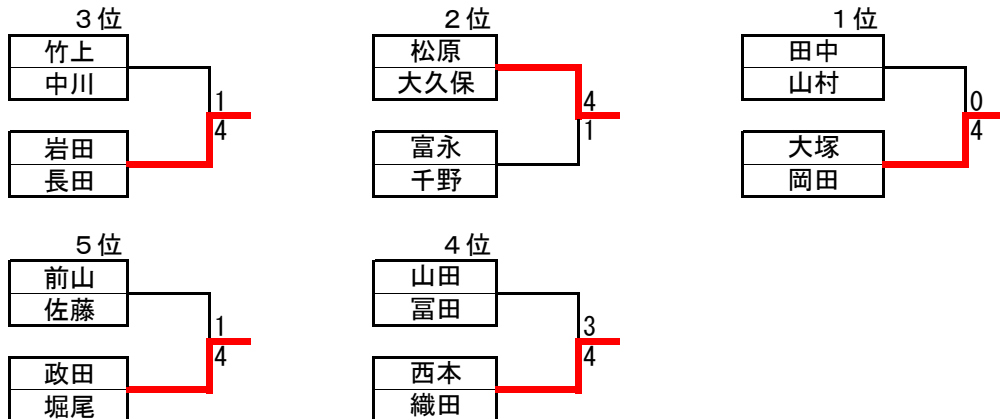 ３位
竹上
中川
1
4
岩田
長田
２位
松原
大久保
4
1
富永
千野
１位
田中
山村
0
4
大塚
岡田
５位
前山
佐藤
1
4
政田
堀尾
４位
山田
冨田
3
4
西本
織田